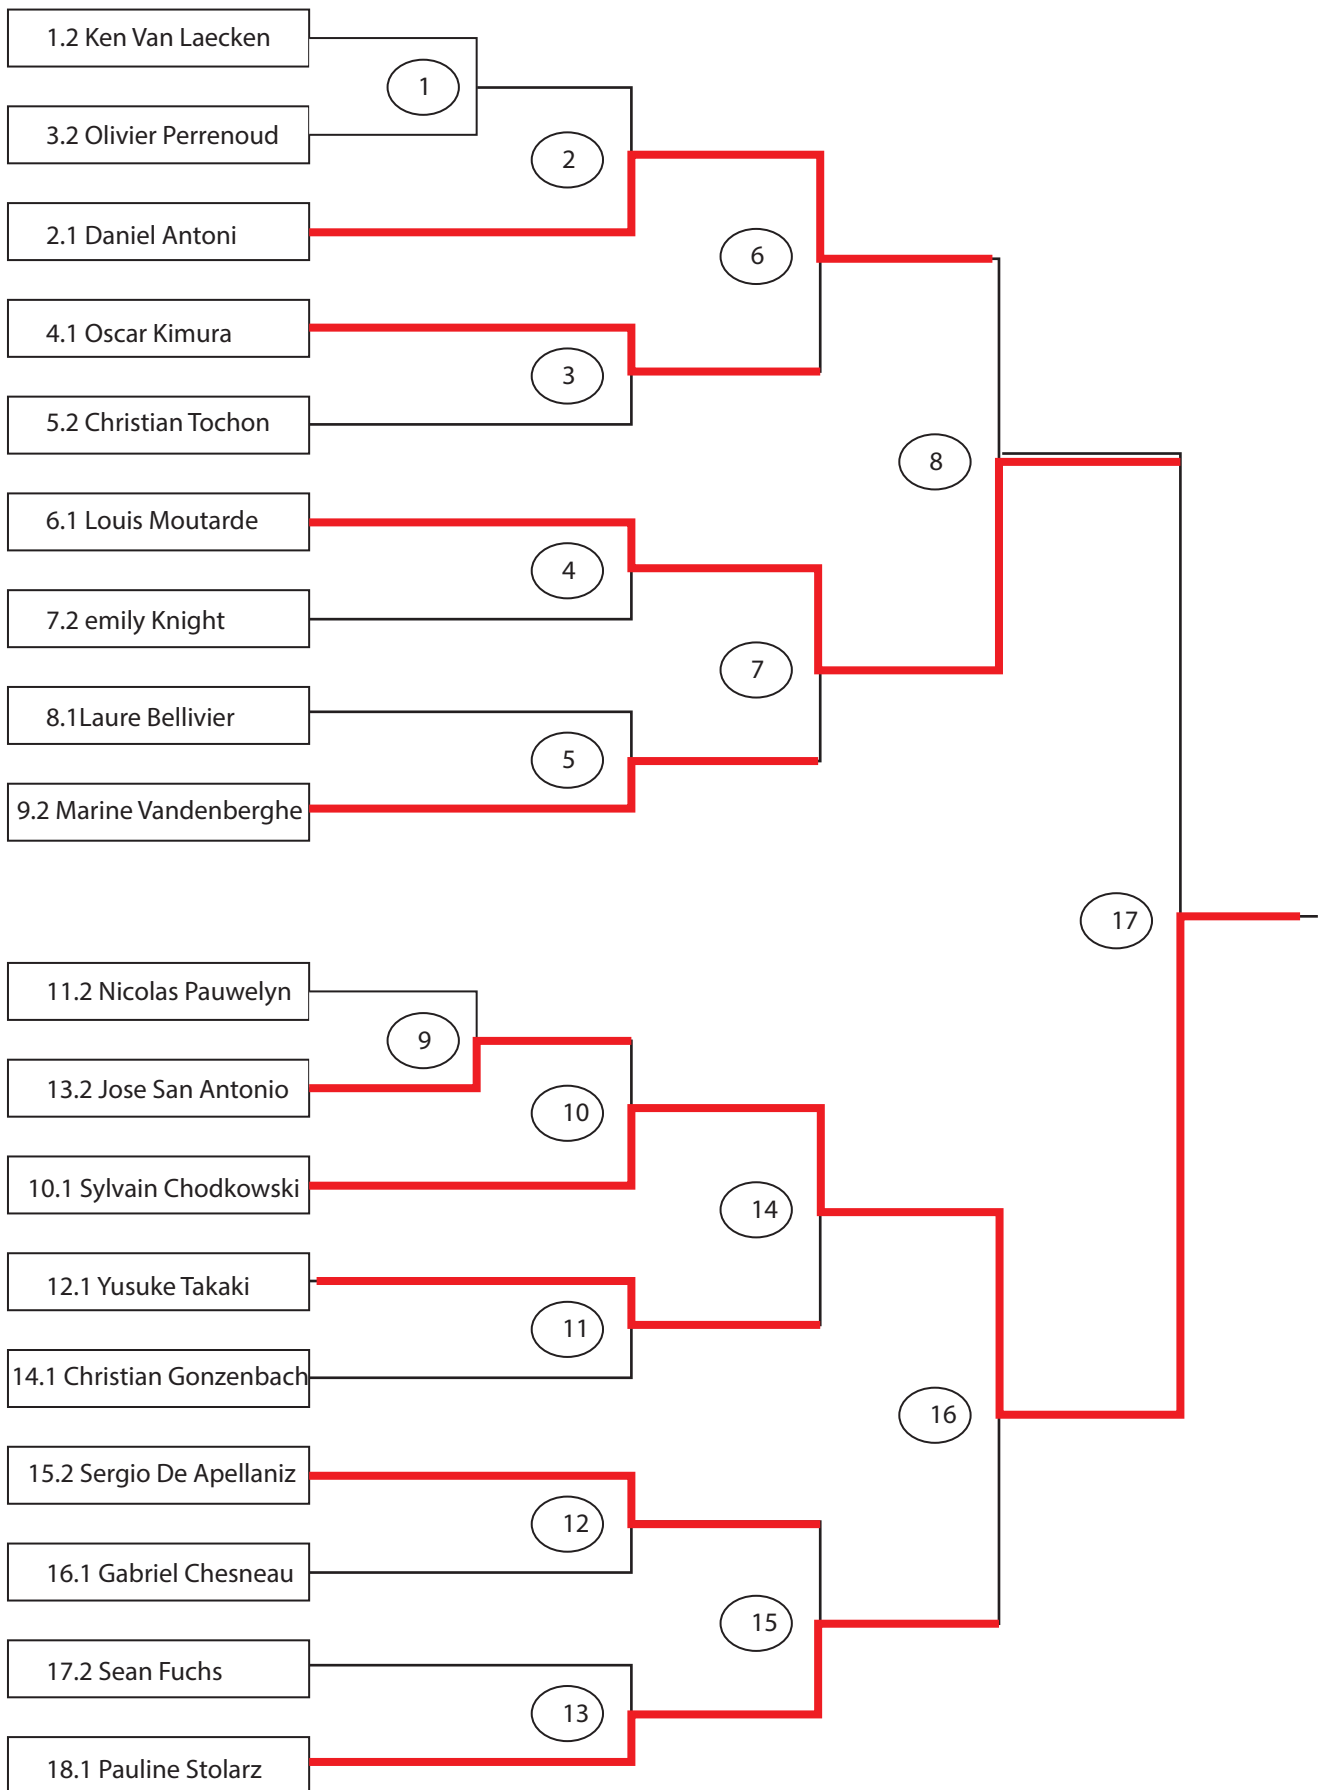 1.2 Ken Van Laecken
1
3.2 Olivier Perrenoud
2
2.1 Daniel Antoni
6
4.1 Oscar Kimura
3
5.2 Christian Tochon
8
6.1 Louis Moutarde
4
7.2 emily Knight
7
8.1Laure Bellivier
5
9.2 Marine Vandenberghe
17
11.2 Nicolas Pauwelyn
9
13.2 Jose San Antonio
10
10.1 Sylvain Chodkowski
14
12.1 Yusuke Takaki
11
14.1 Christian Gonzenbach
16
15.2 Sergio De Apellaniz
12
16.1 Gabriel Chesneau
15
17.2 Sean Fuchs
13
18.1 Pauline Stolarz